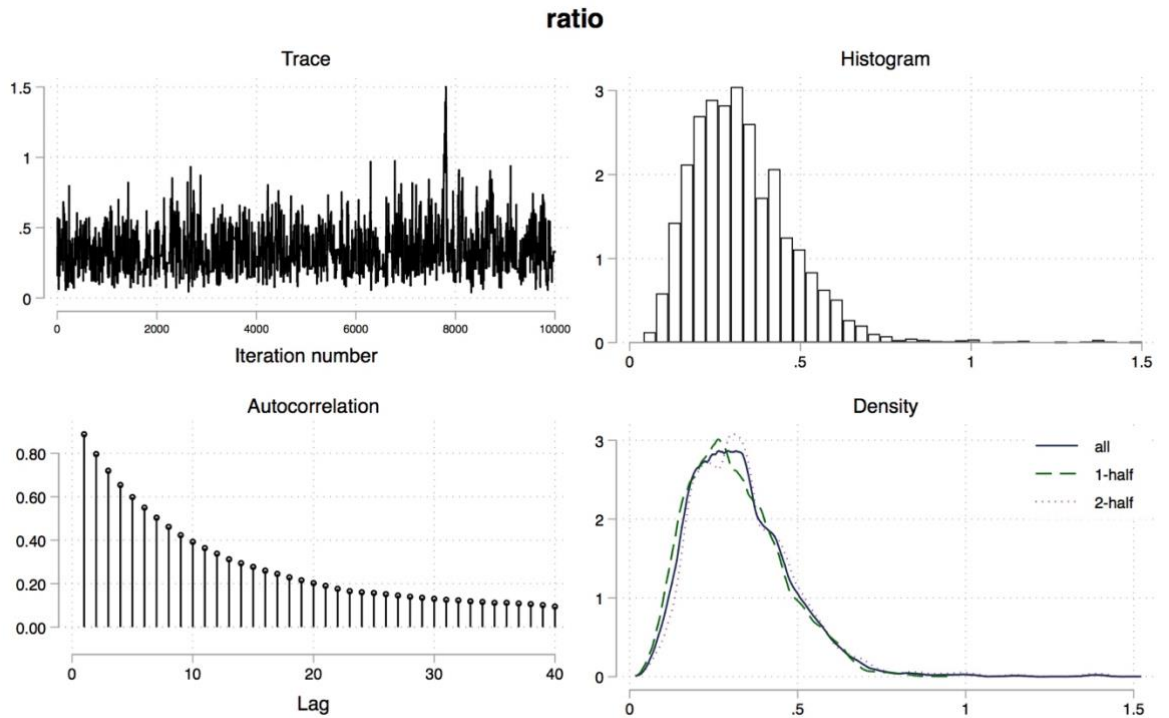 ratio
Trace
1.5
1
.5
0
0 2000 4000 6000 8000 10000
Iteration number
Histogram
3
2
1
0
0 .5 1 1.5
Autocorrelation
0.80
0.60
0.40
0.20
0.00
0 10 20 30 40
Lag
Density
3
2
1
0
all
1-half
2-half
0 .5 1 1.5